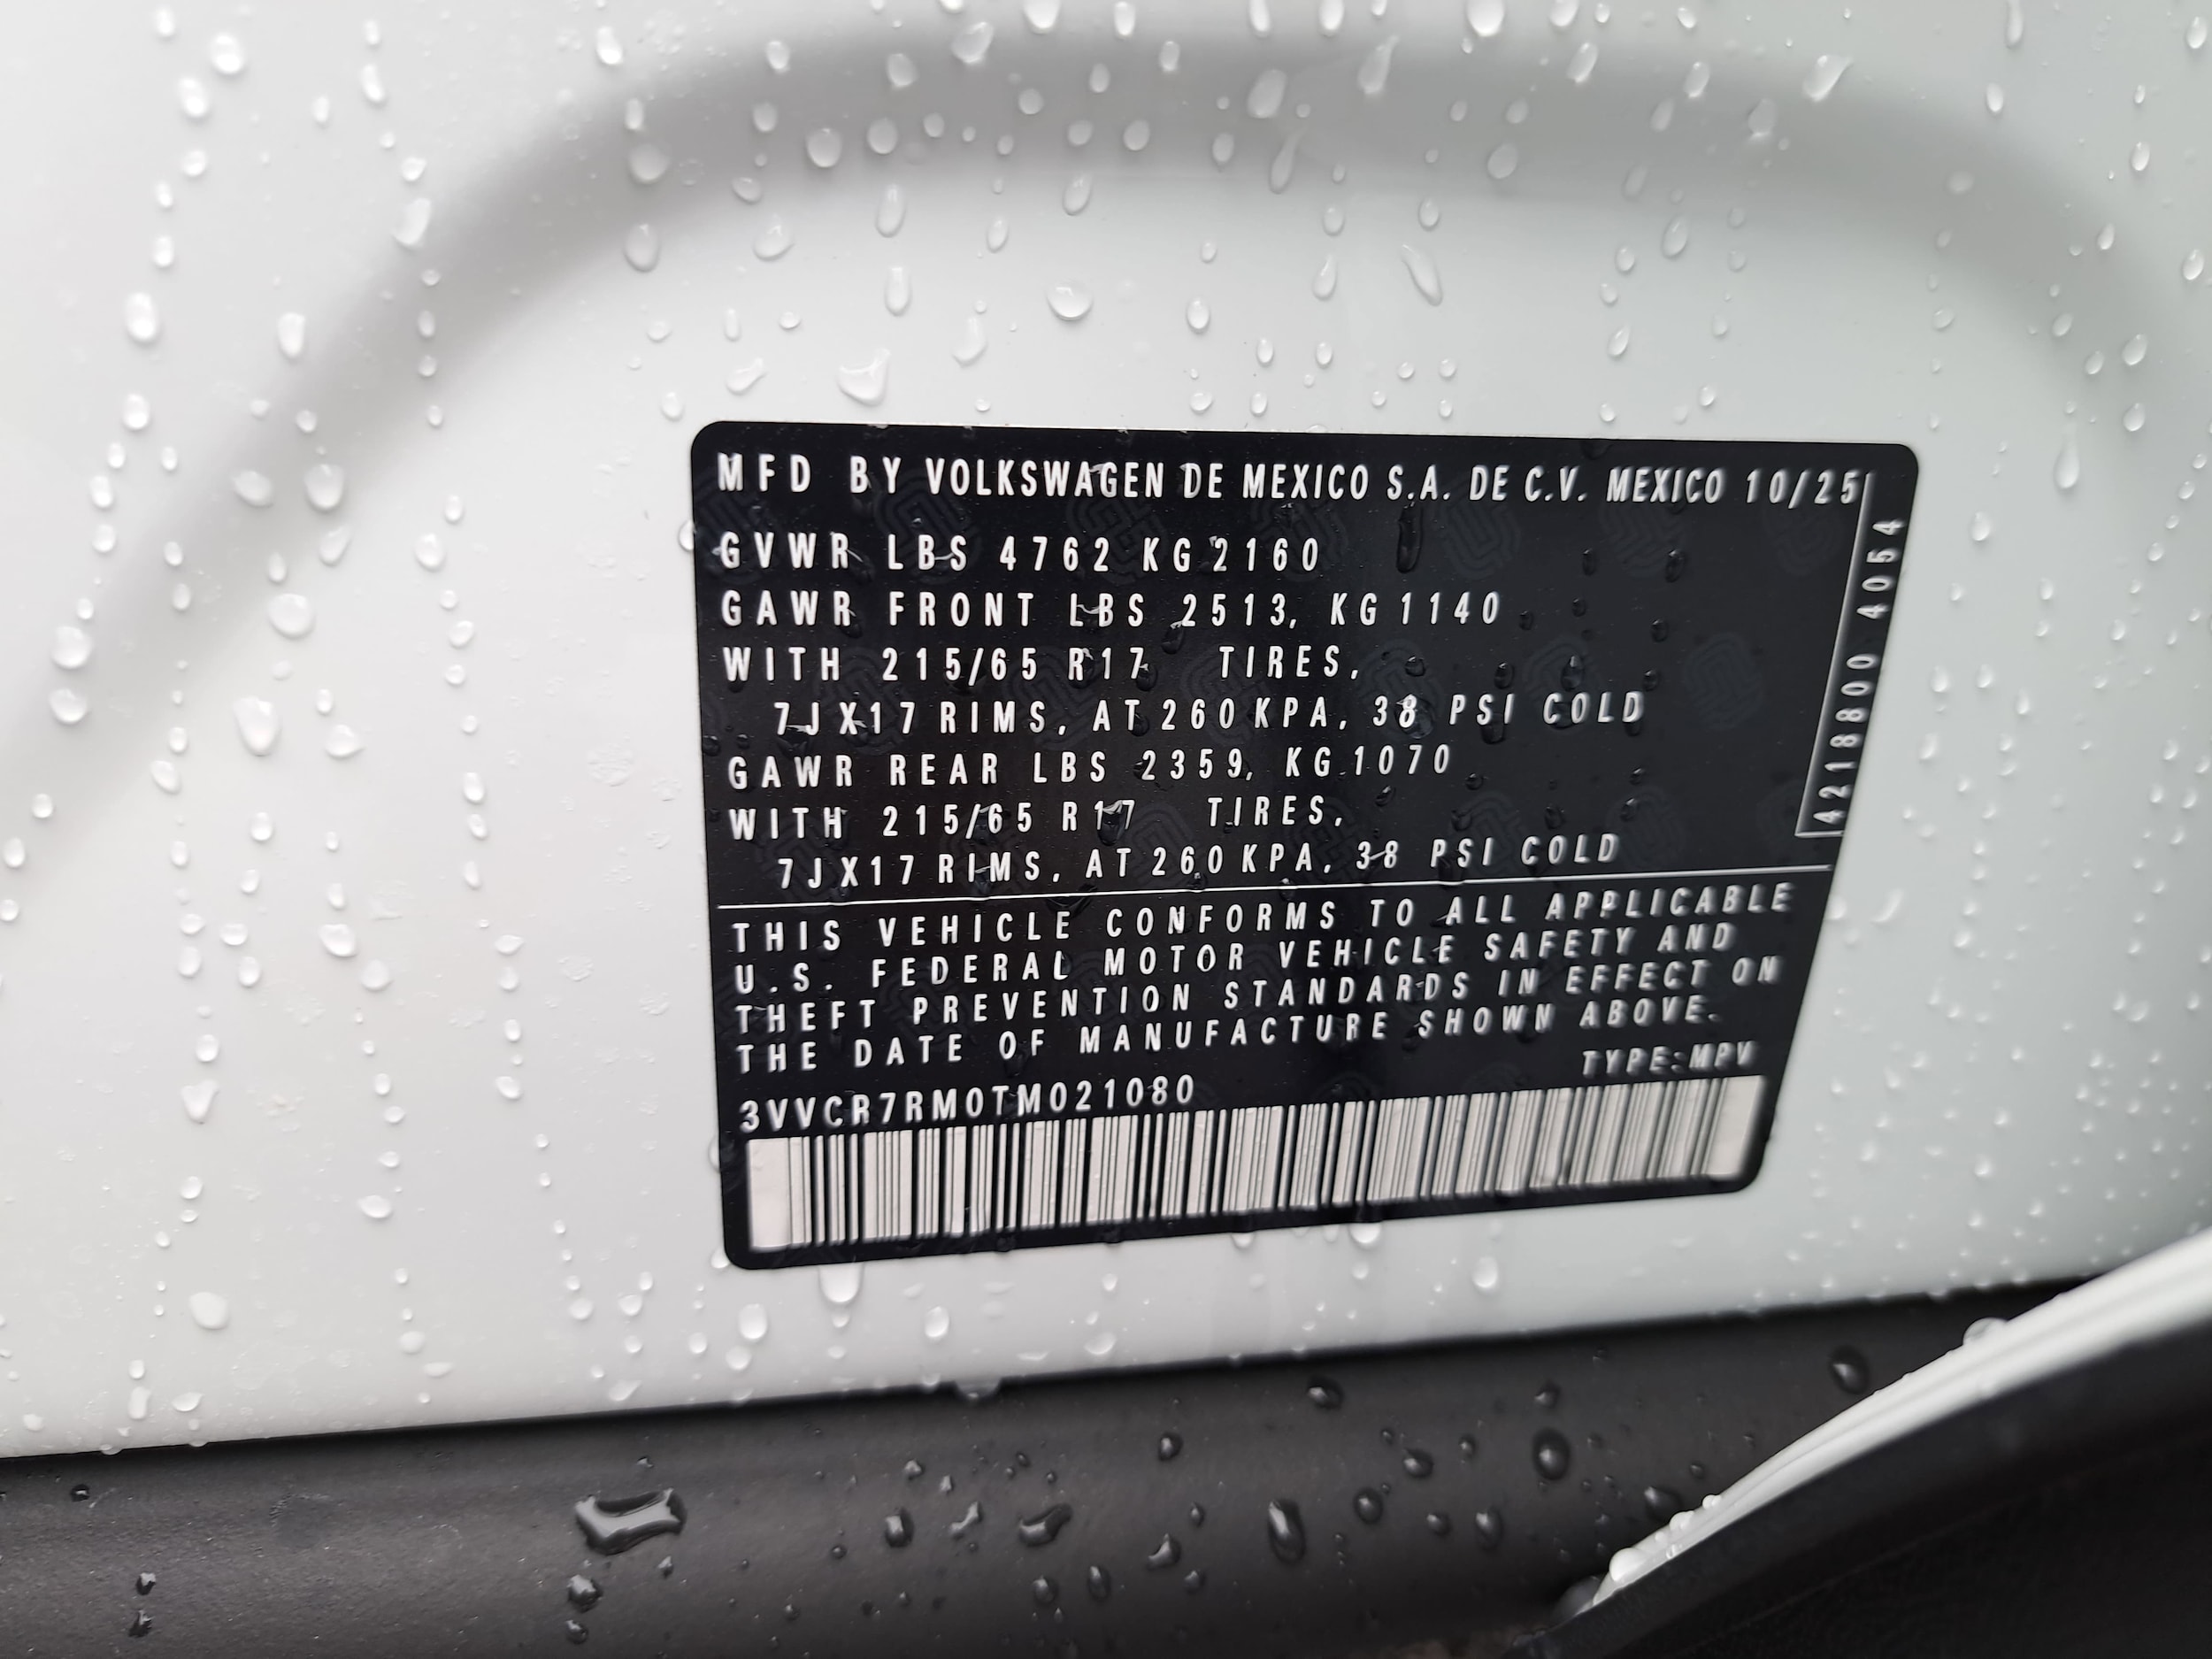 MFD BY VOLKSWAGEN DE MEXICO S.A. DE C.V. MEXICO 10/25
GVWR LBS 4762 KG 2160
GAWR FRONT LBS 2513, KG 1140
WITH 215/65 R17 TIRES,
7JX17 RIMS, AT 260 KPA, 38 PSI COLD
GAWR REAR LBS 2359, KG 1070
WITH 215/65 R17 TIRES,
7JX17 RIMS, AT 260 KPA, 38 PSI COLD
4218800 4054
THIS VEHICLE CONFORMS TO ALL APPLICABLE
U.S. FEDERAL MOTOR VEHICLE SAFETY AND
THEFT PREVENTION STANDARDS IN EFFECT ON
THE DATE OF MANUFACTURE SHOWN ABOVE.
TYPE:MPV
3VVCR7RM0TM021080